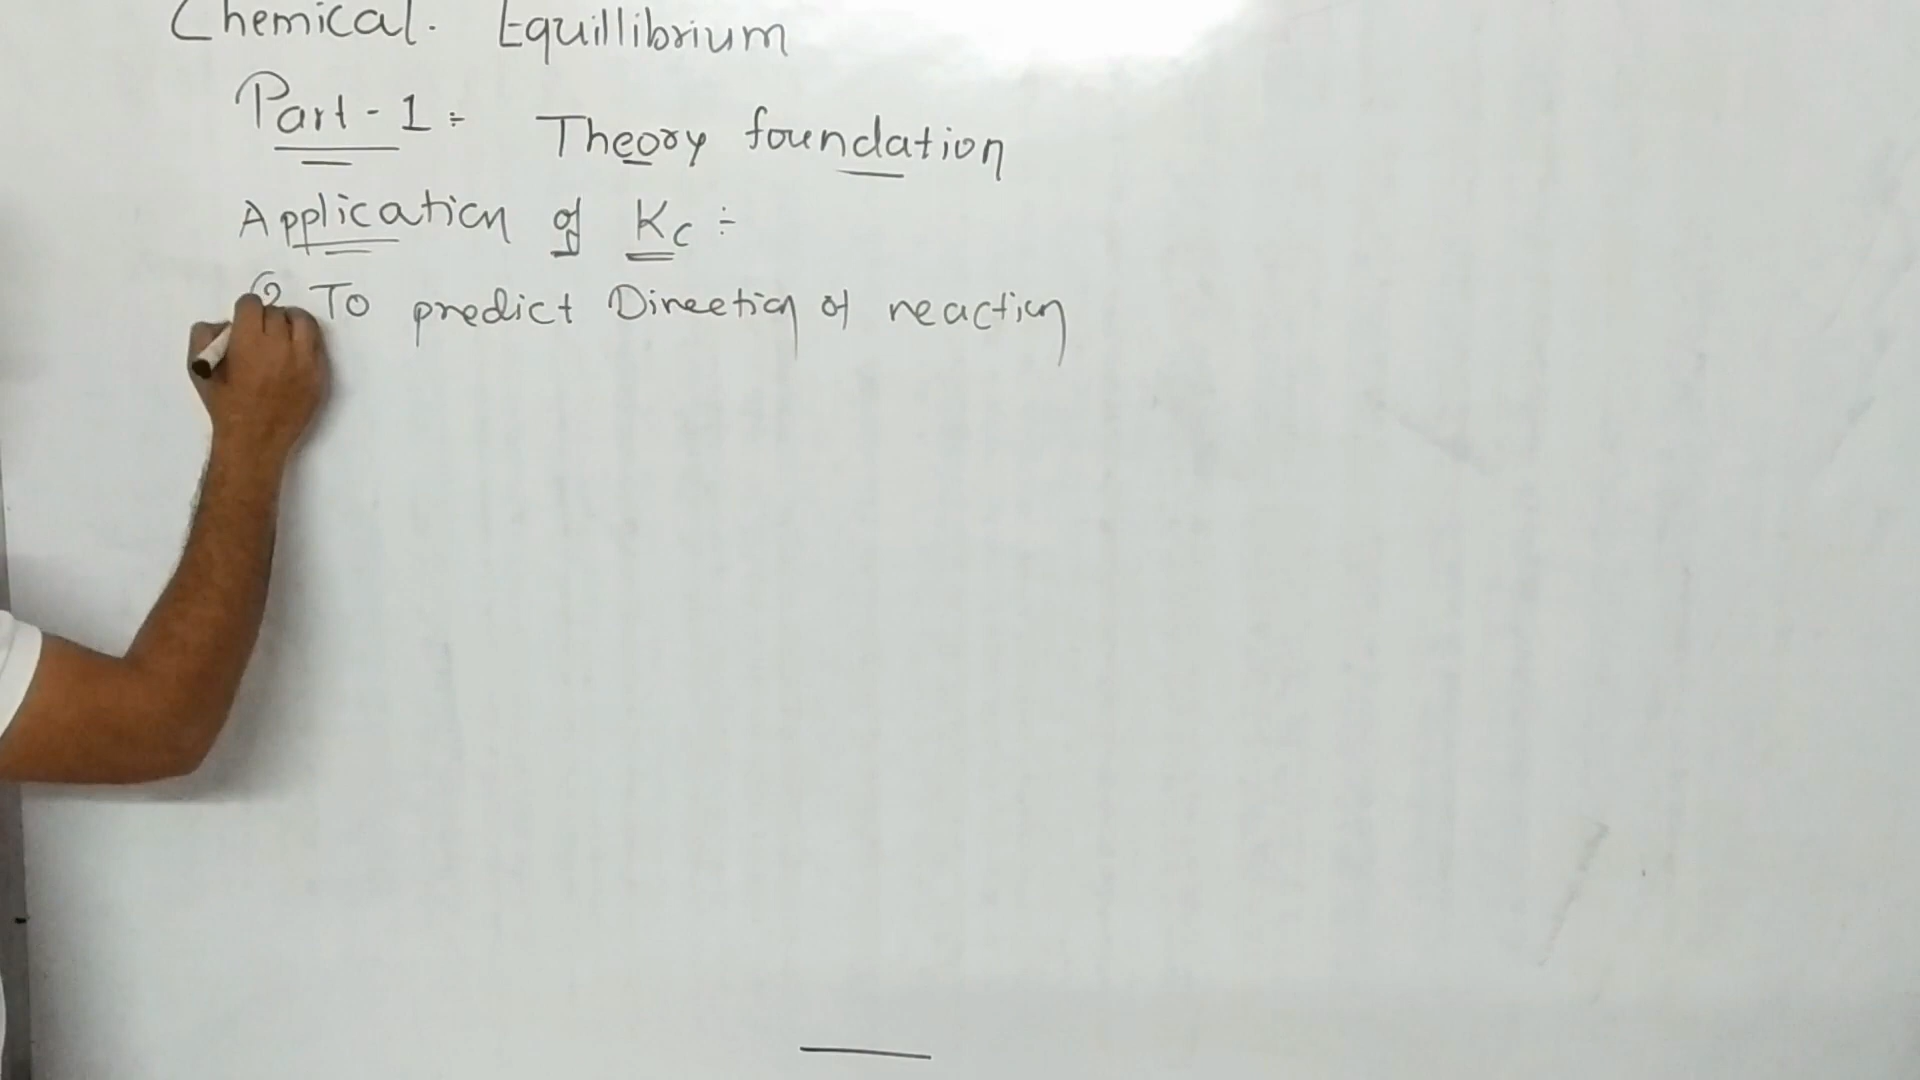 Chemical. Equillibrium
Part-1 : Theory foundation
Application of Kc ÷
② To predict Direction of reaction